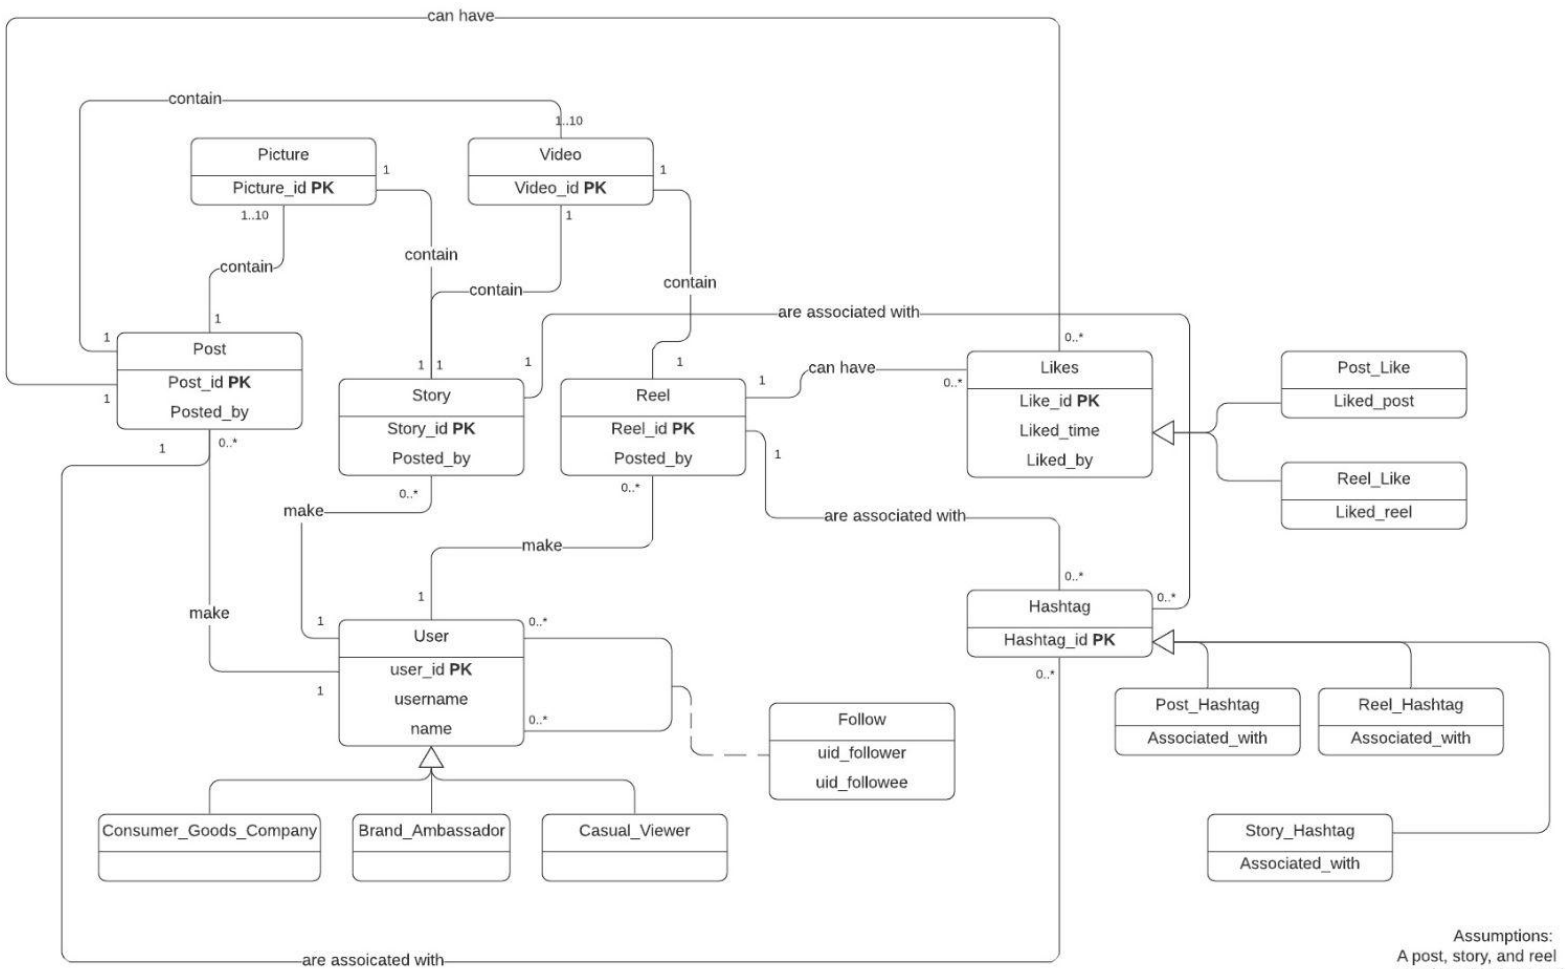 can have
contain
1..10
Picture
Picture_id PK
1
1..10
Video
Video_id PK
1
1
contain
contain
contain
contain
are associated with
1
1
1
Post
Post_id PK
Posted_by
1
0..*
1 1
1
Story
Story_id PK
Posted_by
0..*
1
Reel
Reel_id PK
Posted_by
0..*
1
can have
0..*
1
0..*
Likes
Like_id PK
Liked_time
Liked_by
Post_Like
Liked_post
Reel_Like
Liked_reel
make
make
make
are associated with
0..*
0..*
Hashtag
Hashtag_id PK
0..*
1
1
1
User
user_id PK
username
name
0..*
0..*
Follow
uid_follower
uid_followee
Post_Hashtag
Associated_with
Reel_Hashtag
Associated_with
Story_Hashtag
Associated_with
Consumer_Goods_Company
Brand_Ambassador
Casual_Viewer
are assoicated with
Assumptions:
A post, story, and reel